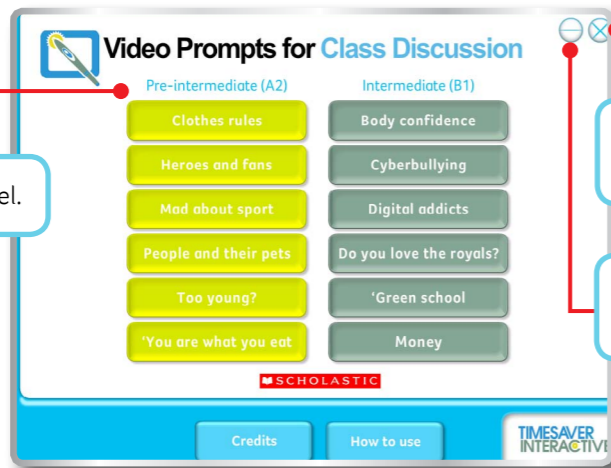 Video Prompts for Class Discussion
Pre-intermediate (A2)
Clothes rules
Heroes and fans
Mad about sport
People and their pets
Too young?
'You are what you eat
Intermediate (B1)
Body confidence
Cyberbullying
Digital addicts
Do you love the royals?
'Green school
Money
el.
SCHOLASTIC
Credits
How to use
TIMESAVER
INTERACTIVE